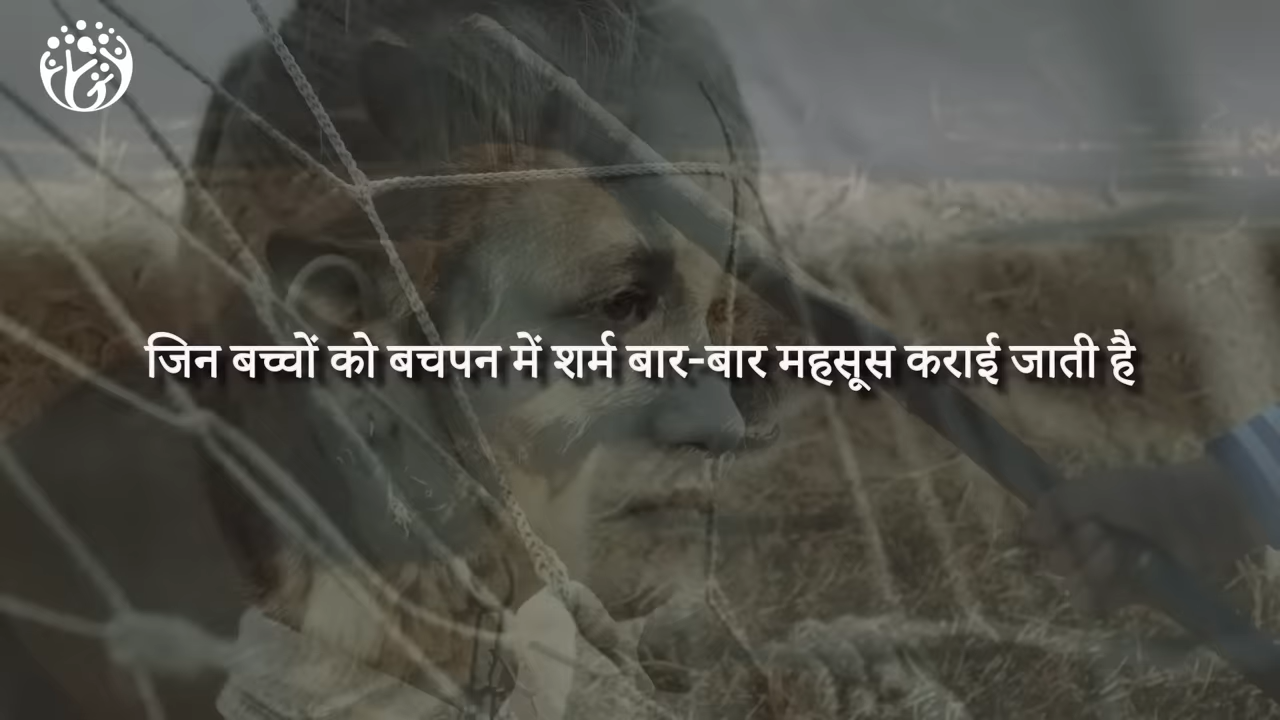 जिन बच्चों को बचपन में शर्म बार-बार महसूस कराई जाती है